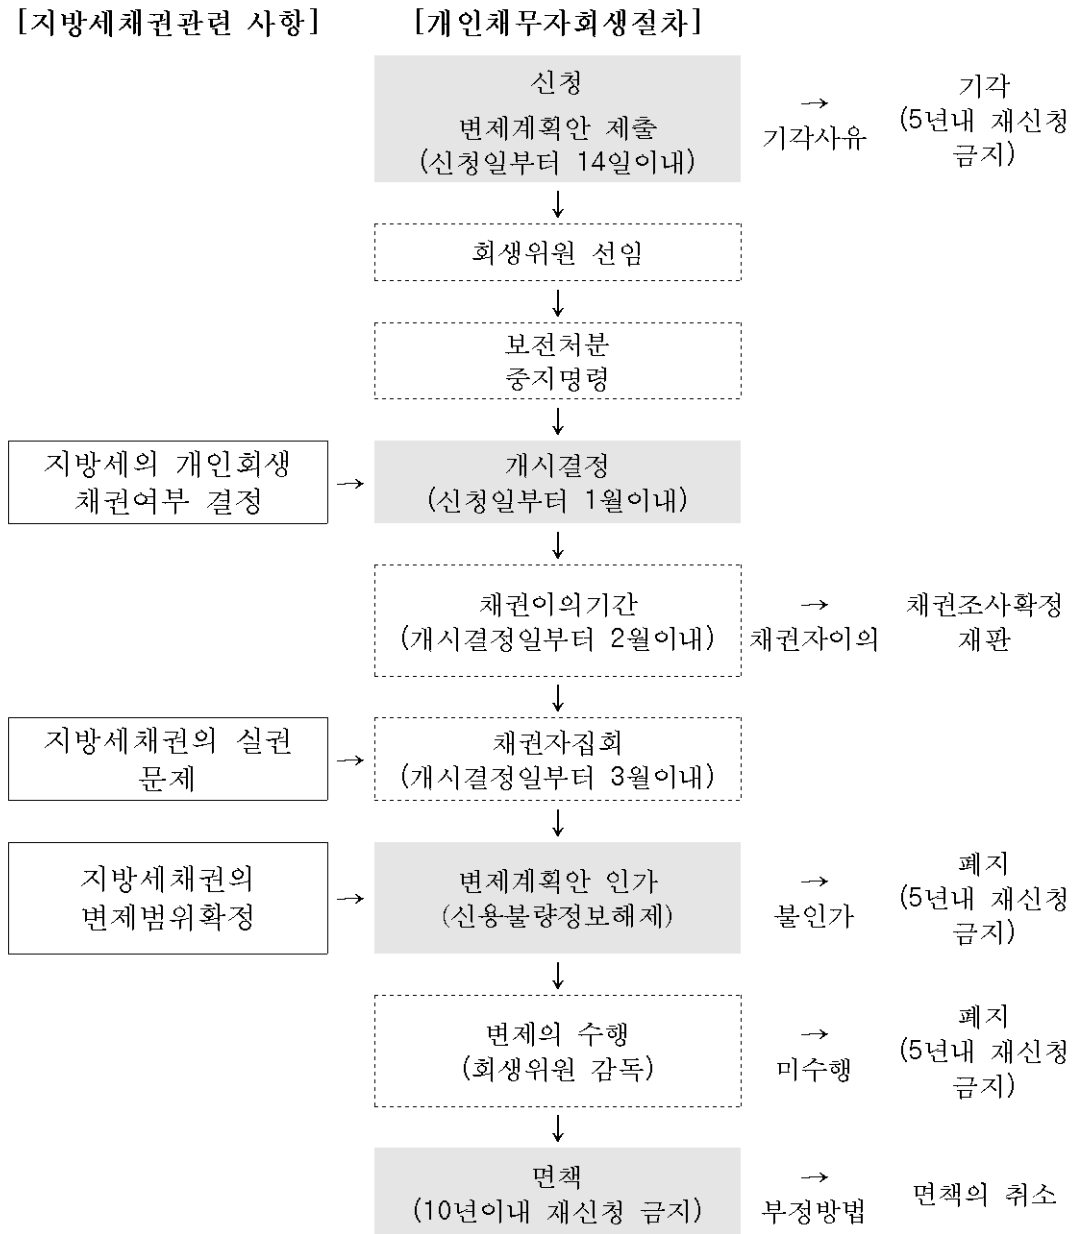 [지방세채권관련 사항]
[개인채무자회생절차]
신청
변제계획안 제출
(신청일부터 14일이내)
→
기각사유
기각
(5년내 재신청
금지)
↓
회생위원 선임
↓
보전처분
중지명령
↓
지방세의 개인회생
채권여부 결정
→
개시결정
(신청일부터 1월이내)
↓
채권이의기간
(개시결정일부터 2월이내)
→
채권자이의
채권조사확정
재판
↓
지방세채권의 실권
문제
→
채권자집회
(개시결정일부터 3월이내)
↓
지방세채권의
변제범위확정
→
변제계획안 인가
(신용불량정보해제)
→
불인가
폐지
(5년내 재신청
금지)
↓
변제의 수행
(회생위원 감독)
→
미수행
폐지
(5년내 재신청
금지)
↓
면책
(10년이내 재신청 금지)
→
부정방법
면책의 취소